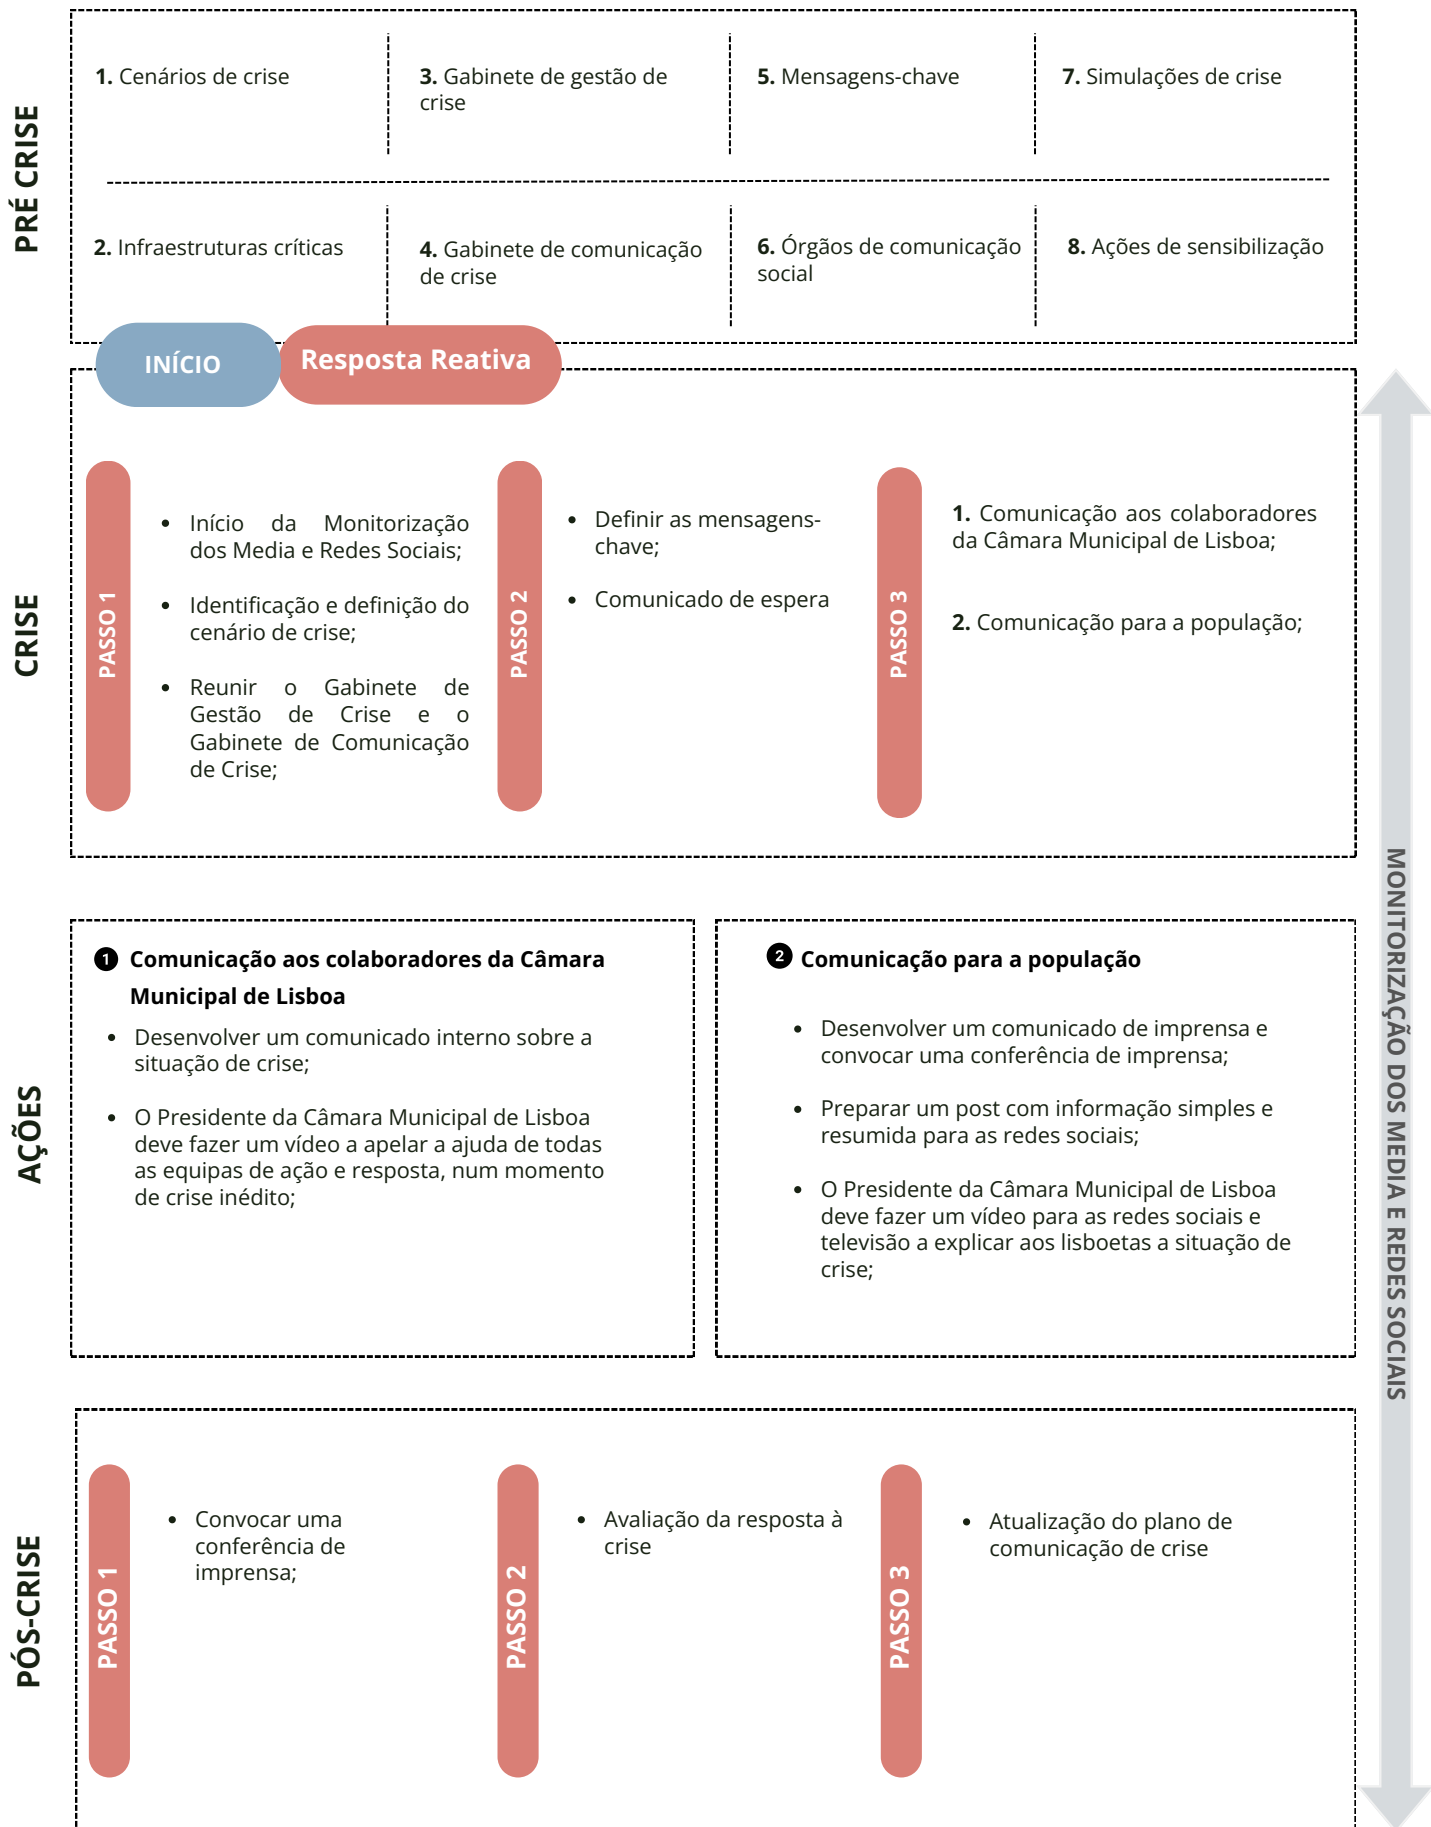 PRÉ CRISE
1. Cenários de crise
3. Gabinete de gestão de
crise
5. Mensagens-chave
7. Simulações de crise
2. Infraestruturas críticas
4. Gabinete de comunicação
de crise
6. Órgãos de comunicação
social
8. Ações de sensibilização
INÍCIO
Resposta Reativa
CRISE
PASSO 1
• Início da Monitorização
dos Media e Redes Sociais;
• Identificação e definição do
cenário de crise;
• Reunir o Gabinete de
Gestão de Crise e o
Gabinete de Comunicação
de Crise;
PASSO 2
• Definir as mensagens-
chave;
• Comunicado de espera
PASSO 3
1. Comunicação aos colaboradores
da Câmara Municipal de Lisboa;
2. Comunicação para a população;
MONITORIZAÇÃO DOS MEDIA E REDES SOCIAIS
AÇÕES
1 Comunicação aos colaboradores da Câmara
Municipal de Lisboa
• Desenvolver um comunicado interno sobre a
situação de crise;
• O Presidente da Câmara Municipal de Lisboa
deve fazer um vídeo a apelar a ajuda de todas
as equipas de ação e resposta, num momento
de crise inédito;
2 Comunicação para a população
• Desenvolver um comunicado de imprensa e
convocar uma conferência de imprensa;
• Preparar um post com informação simples e
resumida para as redes sociais;
• O Presidente da Câmara Municipal de Lisboa
deve fazer um vídeo para as redes sociais e
televisão a explicar aos lisboetas a situação de
crise;
PÓS-CRISE
PASSO 1
• Convocar uma
conferência de
imprensa;
PASSO 2
• Avaliação da resposta à
crise
PASSO 3
• Atualização do plano de
comunicação de crise